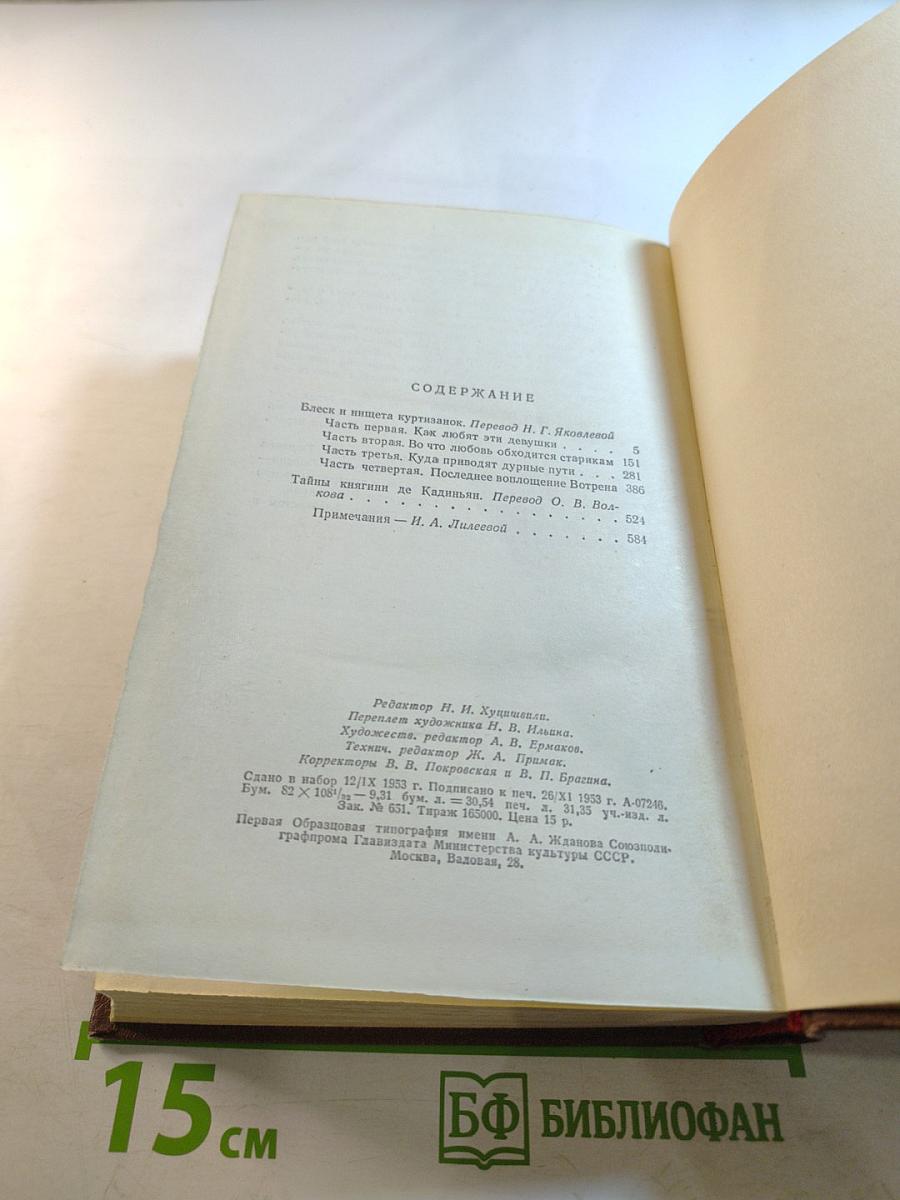 СОДЕРЖАНИЕ
Блеск и нищета куртизанок. Перевод Н. Г. Яковлевой
Часть первая. Как любят эти девушки . . . . 5
Часть вторая. Во что любовь обходится старикам 151
Часть третья. Куда приводят дурные пути . . . 281
Часть четвертая. Последнее воплощение Вотрена 386
Тайны княгини де Кадиньян. Перевод О. В. Вол-
кова . . . . . . . . . . . . . . . . . 524
Примечания — И. А. Лилеевой . . . . . . . 584
Редактор Н. И. Хуцишвили.
Переплет художника Н. В. Ильина.
Художеств. редактор А. В. Ермаков.
Технич. редактор Ж. А. Примак.
Корректоры В. В. Покровская и В. П. Брагина.
Сдано в набор 12/IX 1953 г. Подписано к печ. 26/XI 1953 г. А-07246.
Бум. 82 × 108¹/₃₂ — 9,31 бум. л. = 30,54 печ. л. 31,35 уч.-изд. л.
Зак. № 651. Тираж 165000. Цена 15 р.
Первая Образцовая типография имени А. А. Жданова Союзполи-
графпрома Главиздата Министерства культуры СССР.
Москва, Валовая, 28.
15 см
БФ БИБЛИОФАН